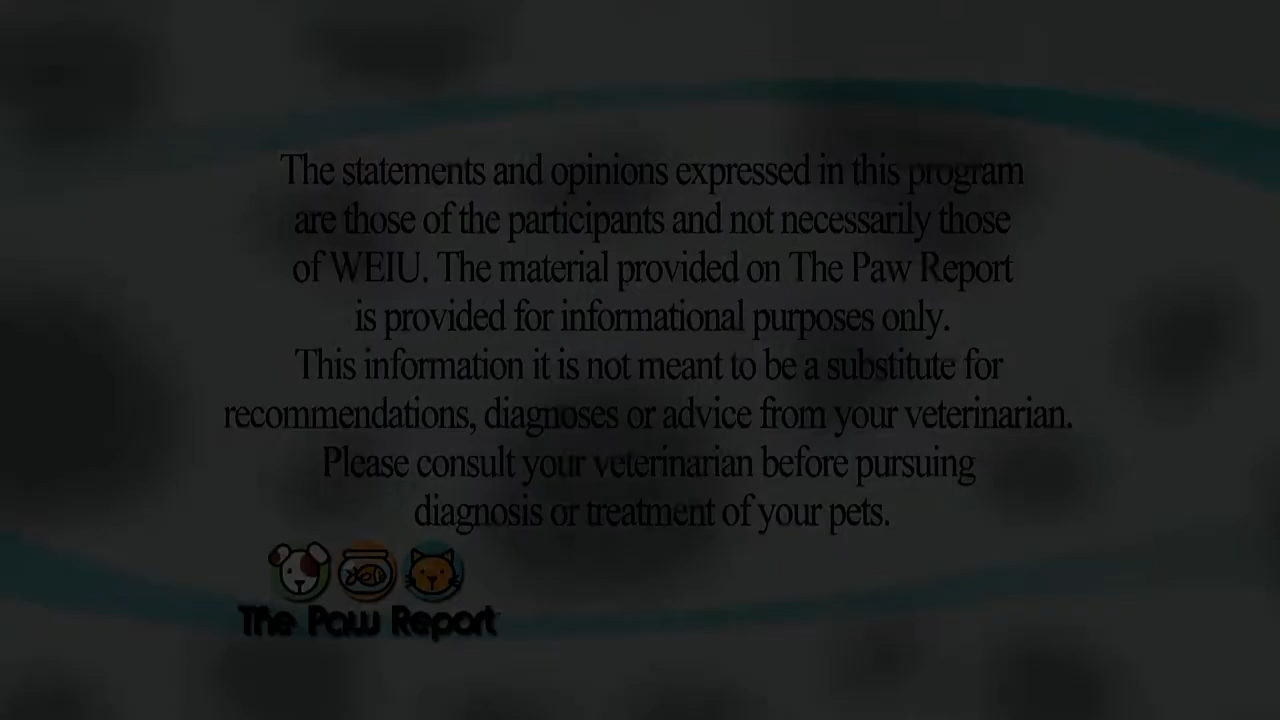 The statements and opinions expressed in this program
are those of the participants and not necessarily those
of WEIU. The material provided on The Paw Report
is provided for informational purposes only.
This information it is not meant to be a substitute for
recommendations, diagnoses or advice from your veterinarian.
Please consult your veterinarian before pursuing
diagnosis or treatment of your pets.
The Paw Report